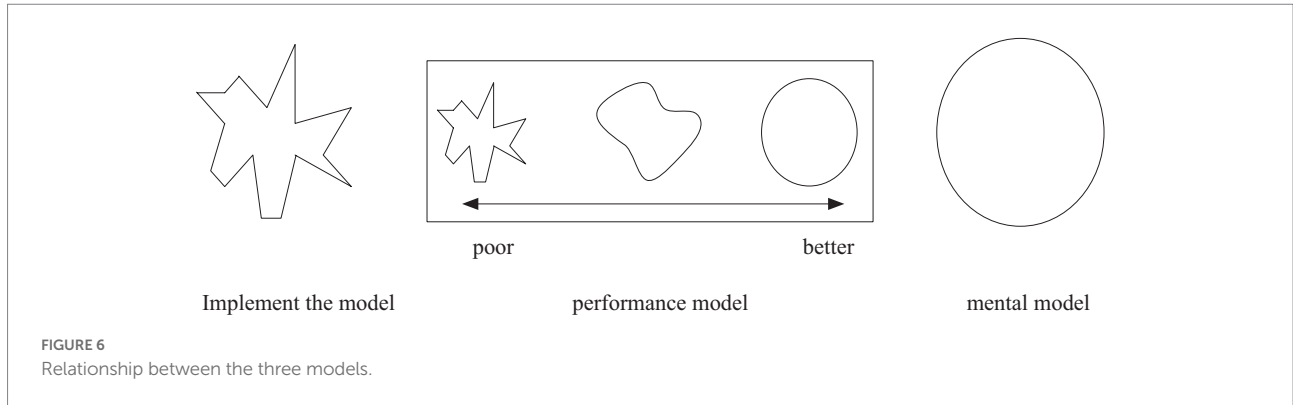 poor better
Implement the model performance model mental model
FIGURE 6
Relationship between the three models.